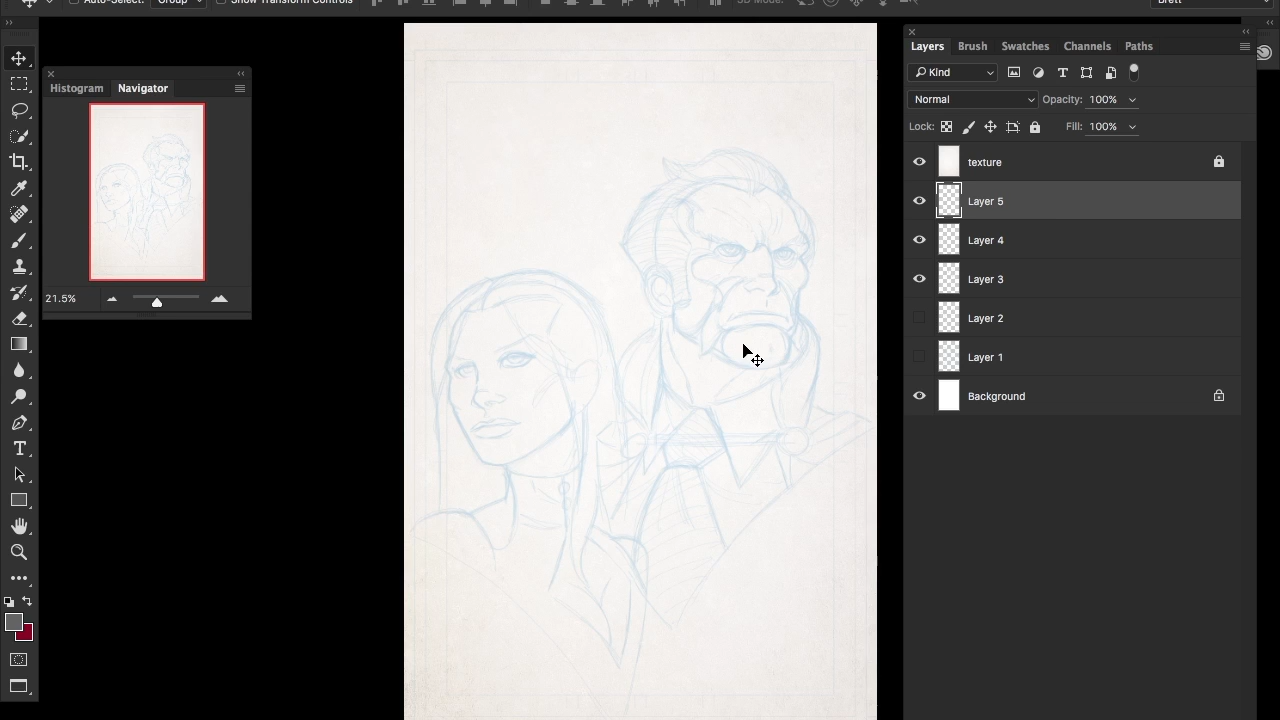 Auto-Select: Group Show Transform Controls 3D Mode: Brett
Layers Brush Swatches Channels Paths
Histogram Navigator
Kind
Normal Opacity: 100%
Lock: Fill: 100%
texture
Layer 5
Layer 4
Layer 3
21.5%
Layer 2
Layer 1
Background